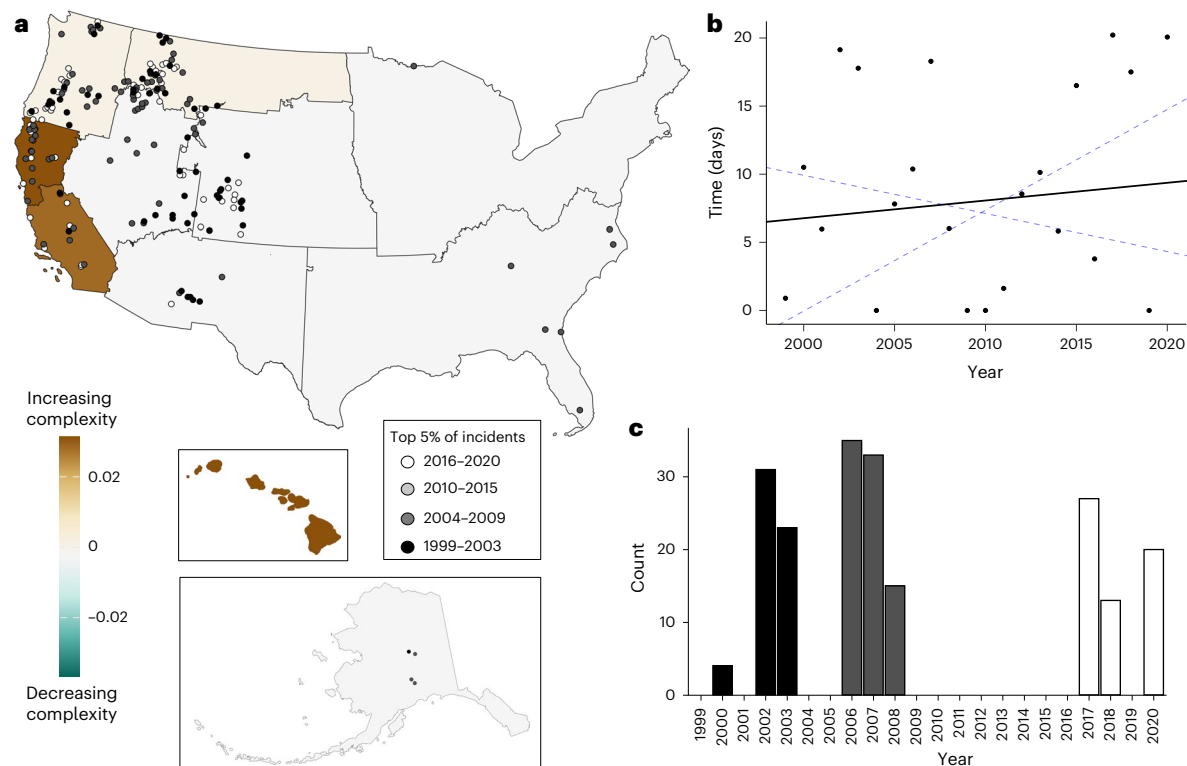 a
Increasing
complexity
0.02
0
−0.02
Decreasing
complexity
Top 5% of incidents
2016–2020
2010–2015
2004–2009
1999–2003
b
Time (days)
20
15
10
5
0
2000 2005 2010 2015 2020
Year
c
Count
30
20
10
0
1999 2000 2001 2002 2003 2004 2005 2006 2007 2008 2009 2010 2011 2012 2013 2014 2015 2016 2017 2018 2019 2020
Year